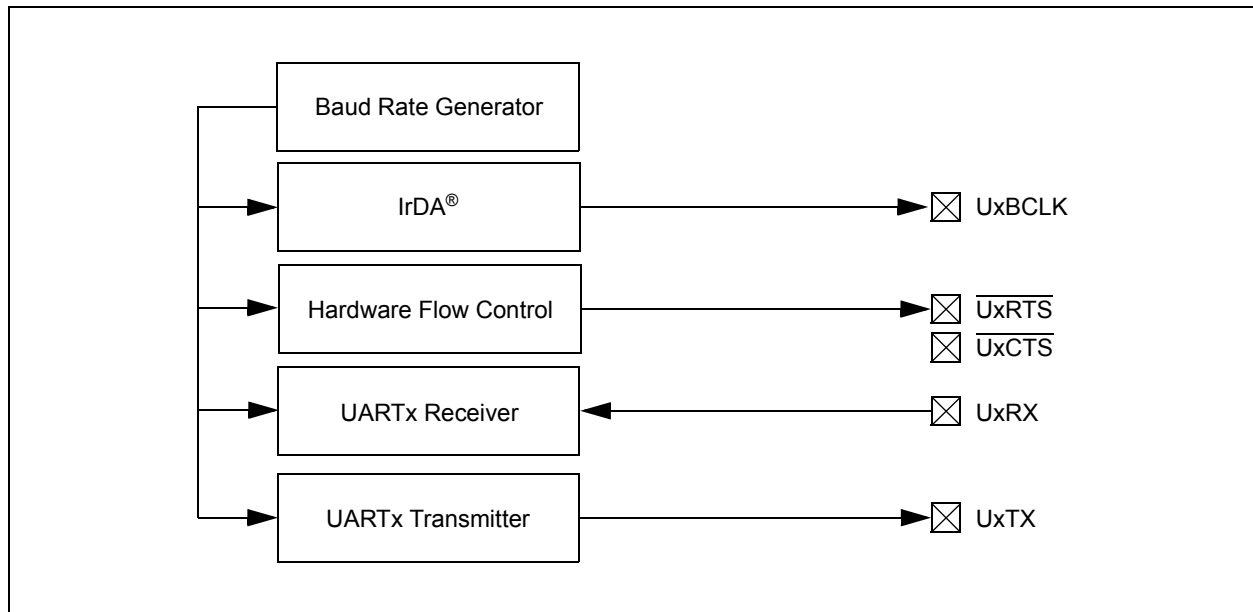 Baud Rate Generator
IrDA®
UxBCLK
Hardware Flow Control
UxRTS
UxCTS
UARTx Receiver
UxRX
UARTx Transmitter
UxTX